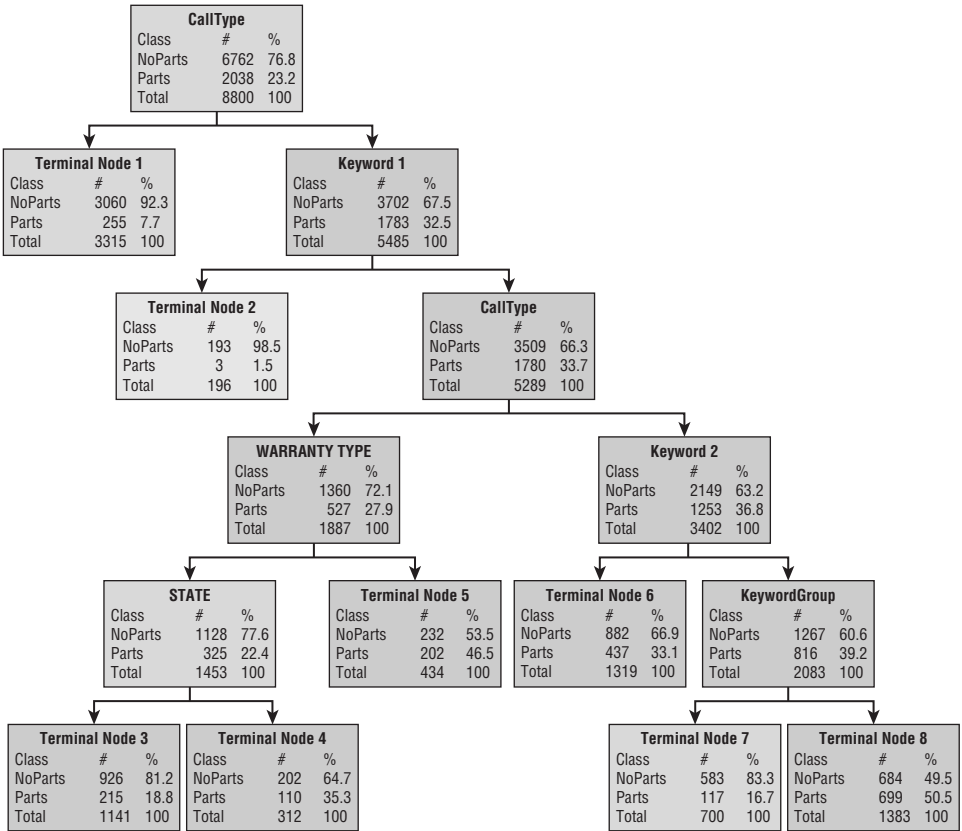 CallType
Class # %
NoParts 6762 76.8
Parts 2038 23.2
Total 8800 100
Terminal Node 1
Class # %
NoParts 3060 92.3
Parts 255 7.7
Total 3315 100
Keyword 1
Class # %
NoParts 3702 67.5
Parts 1783 32.5
Total 5485 100
Terminal Node 2
Class # %
NoParts 193 98.5
Parts 3 1.5
Total 196 100
CallType
Class # %
NoParts 3509 66.3
Parts 1780 33.7
Total 5289 100
WARRANTY TYPE
Class # %
NoParts 1360 72.1
Parts 527 27.9
Total 1887 100
Keyword 2
Class # %
NoParts 2149 63.2
Parts 1253 36.8
Total 3402 100
STATE
Class # %
NoParts 1128 77.6
Parts 325 22.4
Total 1453 100
Terminal Node 5
Class # %
NoParts 232 53.5
Parts 202 46.5
Total 434 100
Terminal Node 6
Class # %
NoParts 882 66.9
Parts 437 33.1
Total 1319 100
KeywordGroup
Class # %
NoParts 1267 60.6
Parts 816 39.2
Total 2083 100
Terminal Node 3
Class # %
NoParts 926 81.2
Parts 215 18.8
Total 1141 100
Terminal Node 4
Class # %
NoParts 202 64.7
Parts 110 35.3
Total 312 100
Terminal Node 7
Class # %
NoParts 583 83.3
Parts 117 16.7
Total 700 100
Terminal Node 8
Class # %
NoParts 684 49.5
Parts 699 50.5
Total 1383 100